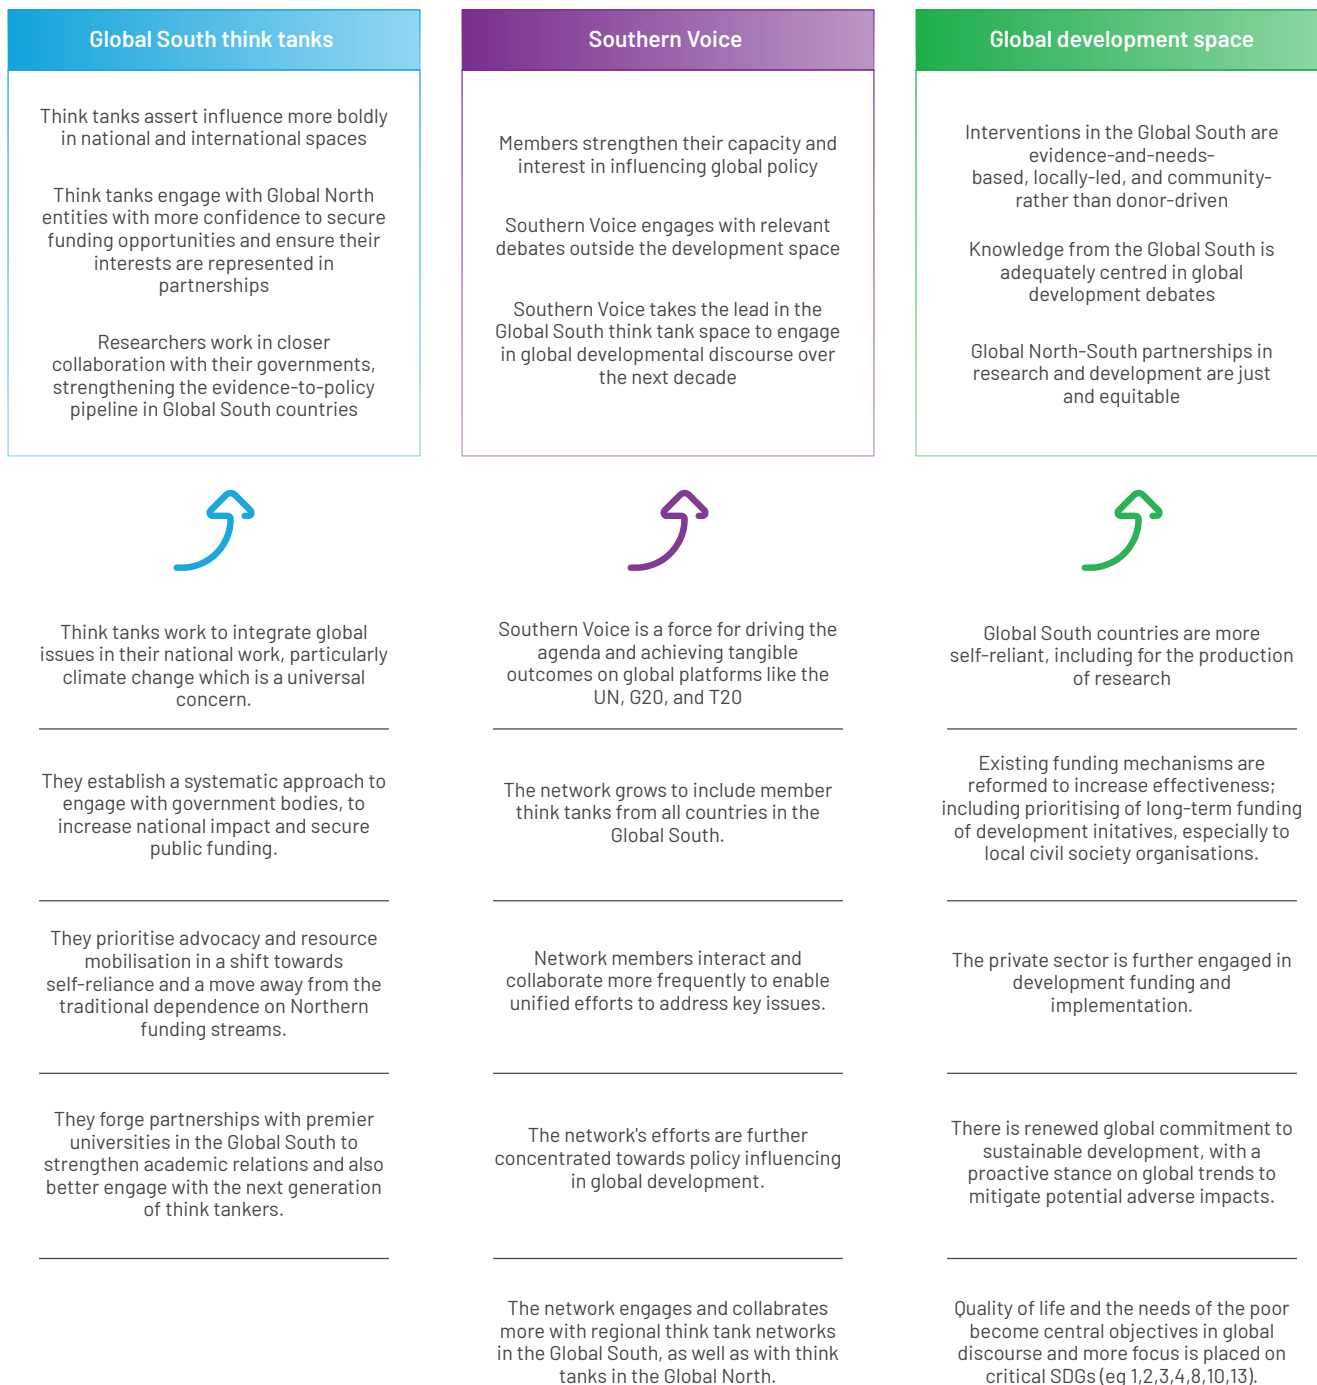 Global South think tanks
Think tanks assert influence more boldly
in national and international spaces
Think tanks engage with Global North
entities with more confidence to secure
funding opportunities and ensure their
interests are represented in
partnerships
Researchers work in closer
collaboration with their governments,
strengthening the evidence-to-policy
pipeline in Global South countries
Think tanks work to integrate global
issues in their national work, particularly
climate change which is a universal
concern.
They establish a systematic approach to
engage with government bodies, to
increase national impact and secure
public funding.
They prioritise advocacy and resource
mobilisation in a shift towards
self-reliance and a move away from the
traditional dependence on Northern
funding streams.
They forge partnerships with premier
universities in the Global South to
strengthen academic relations and also
better engage with the next generation
of think tankers.
Southern Voice
Members strengthen their capacity and
interest in influencing global policy
Southern Voice engages with relevant
debates outside the development space
Southern Voice takes the lead in the
Global South think tank space to engage
in global developmental discourse over
the next decade
Southern Voice is a force for driving the
agenda and achieving tangible
outcomes on global platforms like the
UN, G20, and T20
The network grows to include member
think tanks from all countries in the
Global South.
Network members interact and
collaborate more frequently to enable
unified efforts to address key issues.
The network's efforts are further
concentrated towards policy influencing
in global development.
The network engages and collabrates
more with regional think tank networks
in the Global South, as well as with think
tanks in the Global North.
Global development space
Interventions in the Global South are
evidence-and-needs-
based, locally-led, and community-
rather than donor-driven
Knowledge from the Global South is
adequately centred in global
development debates
Global North-South partnerships in
research and development are just
and equitable
Global South countries are more
self-reliant, including for the production
of research
Existing funding mechanisms are
reformed to increase effectiveness;
including prioritising of long-term funding
of development initatives, especially to
local civil society organisations.
The private sector is further engaged in
development funding and
implementation.
There is renewed global commitment to
sustainable development, with a
proactive stance on global trends to
mitigate potential adverse impacts.
Quality of life and the needs of the poor
become central objectives in global
discourse and more focus is placed on
critical SDGs (eg 1,2,3,4,8,10,13).